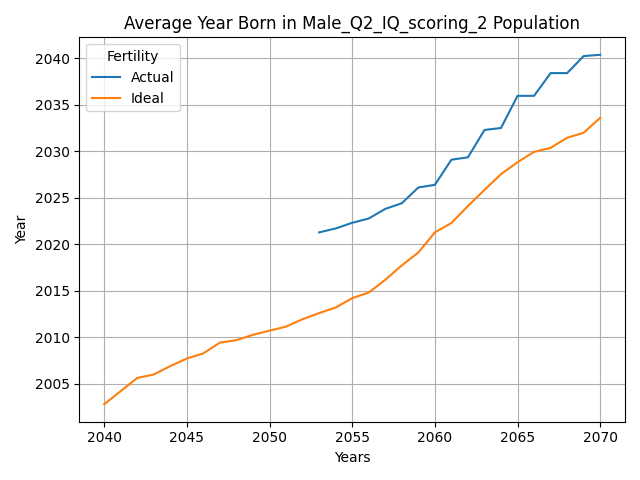 Average Year Born in Male_Q2_IQ_scoring_2 Population
Fertility
Actual
Ideal
2040
2035
2030
2025
2020
2015
2010
2005
Year
2040 2045 2050 2055 2060 2065 2070
Years